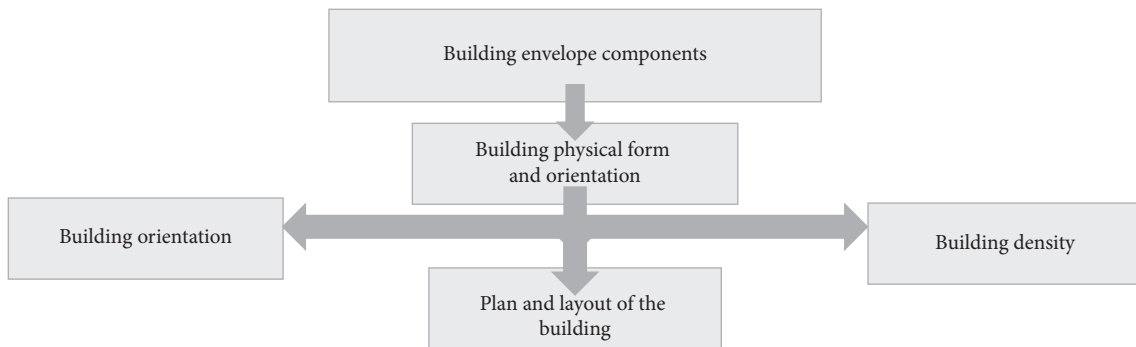 Building envelope components
Building physical form
and orientation
Building orientation
Building density
Plan and layout of the
building